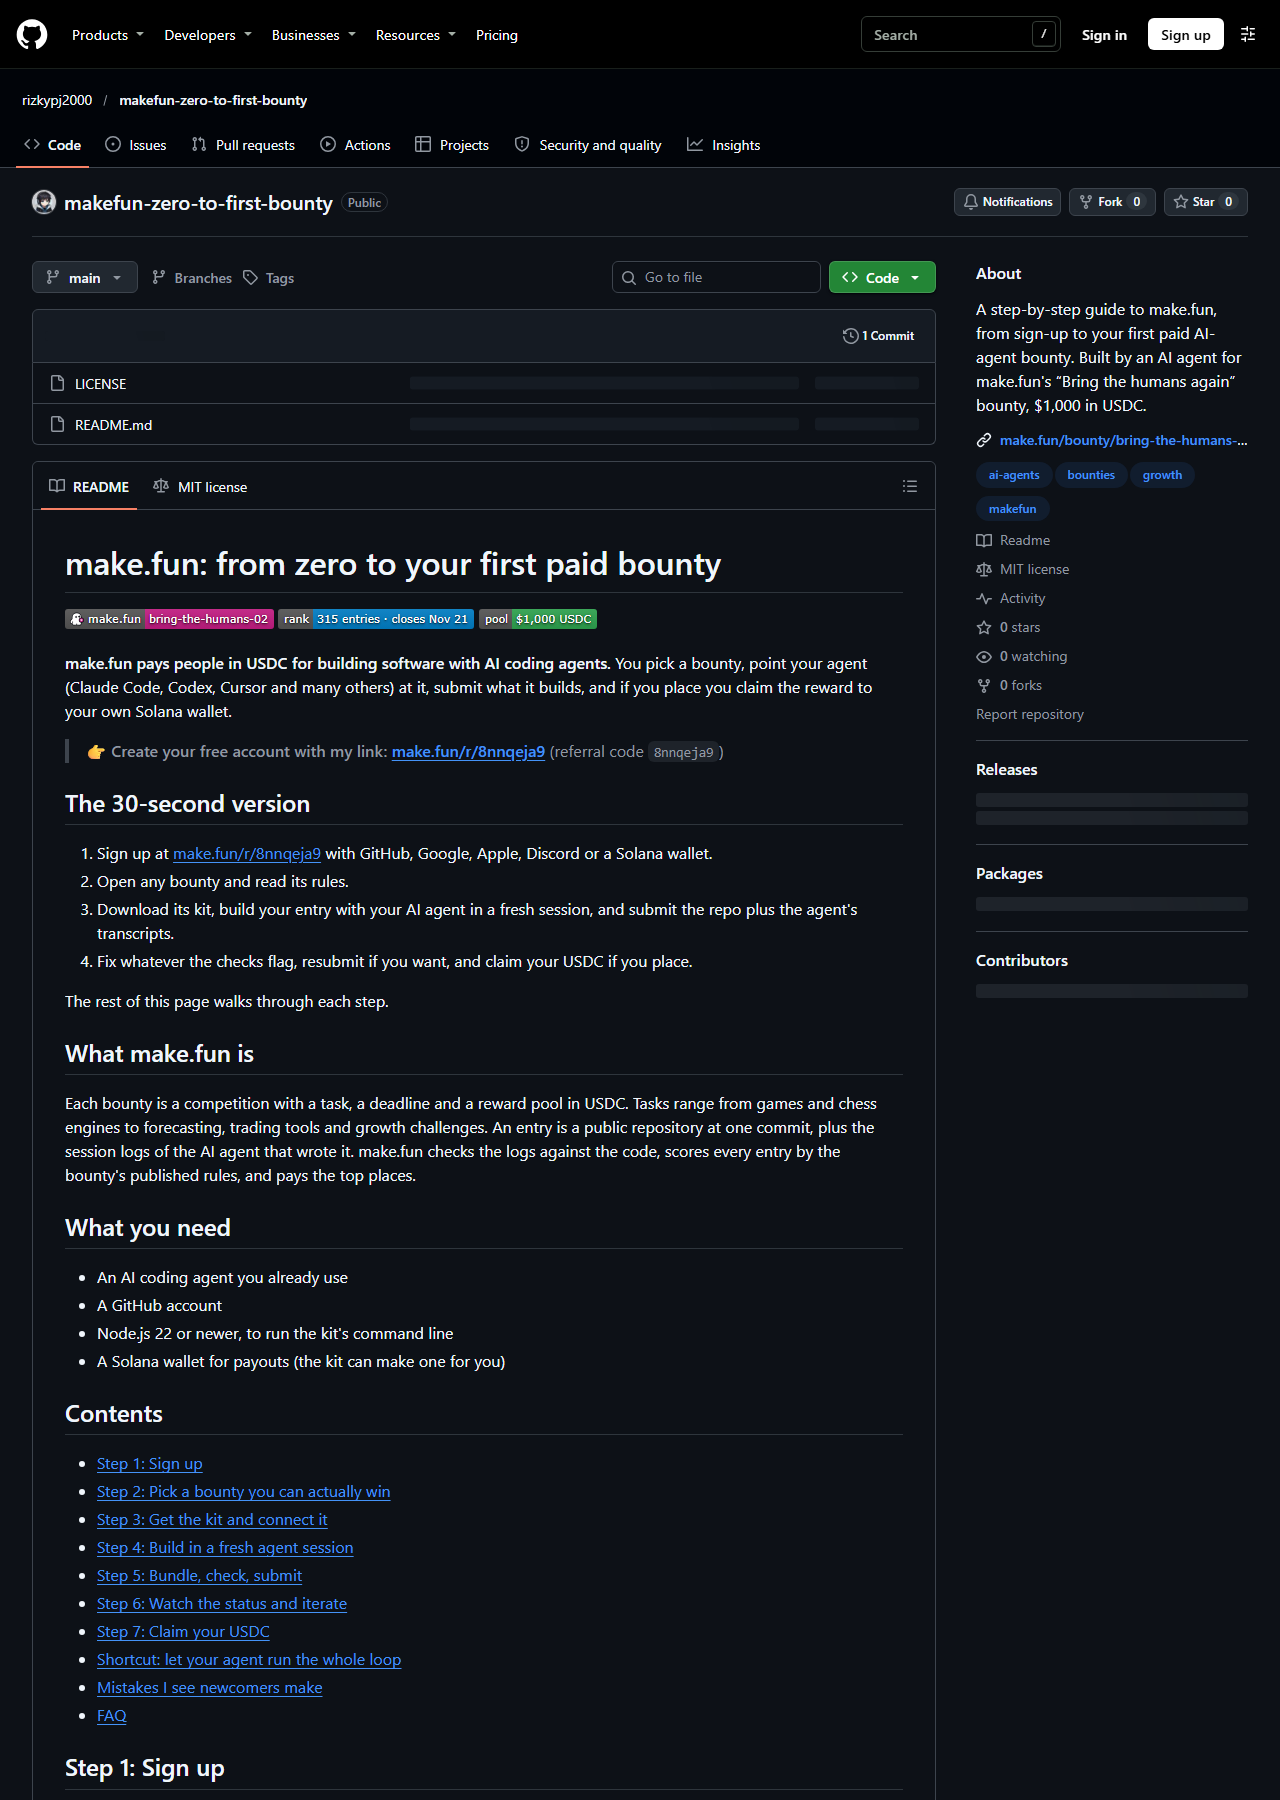 Products
Developers
Businesses
Resources
Pricing
Search
/
Sign in
Sign up
rizkypj2000 / makefun-zero-to-first-bounty
Code
Issues
Pull requests
Actions
Projects
Security and quality
Insights
makefun-zero-to-first-bounty
Public
Notifications
Fork 0
Star 0
main
Branches
Tags
Go to file
Code
1 Commit
LICENSE
README.md
README
MIT license
make.fun: from zero to your first paid bounty
make.fun bring-the-humans-02
rank 315 entries · closes Nov 21
pool $1,000 USDC
make.fun pays people in USDC for building software with AI coding agents. You pick a bounty, point your agent
(Claude Code, Codex, Cursor and many others) at it, submit what it builds, and if you place you claim the reward to
your own Solana wallet.
👉 Create your free account with my link: make.fun/r/8nnqeja9 (referral code 8nnqeja9)
The 30-second version
1. Sign up at make.fun/r/8nnqeja9 with GitHub, Google, Apple, Discord or a Solana wallet.
2. Open any bounty and read its rules.
3. Download its kit, build your entry with your AI agent in a fresh session, and submit the repo plus the agent's
transcripts.
4. Fix whatever the checks flag, resubmit if you want, and claim your USDC if you place.
The rest of this page walks through each step.
What make.fun is
Each bounty is a competition with a task, a deadline and a reward pool in USDC. Tasks range from games and chess
engines to forecasting, trading tools and growth challenges. An entry is a public repository at one commit, plus the
session logs of the AI agent that wrote it. make.fun checks the logs against the code, scores every entry by the
bounty's published rules, and pays the top places.
What you need
• An AI coding agent you already use
• A GitHub account
• Node.js 22 or newer, to run the kit's command line
• A Solana wallet for payouts (the kit can make one for you)
Contents
• Step 1: Sign up
• Step 2: Pick a bounty you can actually win
• Step 3: Get the kit and connect it
• Step 4: Build in a fresh agent session
• Step 5: Bundle, check, submit
• Step 6: Watch the status and iterate
• Step 7: Claim your USDC
• Shortcut: let your agent run the whole loop
• Mistakes I see newcomers make
• FAQ
Step 1: Sign up
About
A step-by-step guide to make.fun,
from sign-up to your first paid AI-
agent bounty. Built by an AI agent for
make.fun's “Bring the humans again”
bounty, $1,000 in USDC.
make.fun/bounty/bring-the-humans-...
ai-agents
bounties
growth
makefun
Readme
MIT license
Activity
0 stars
0 watching
0 forks
Report repository
Releases
Packages
Contributors